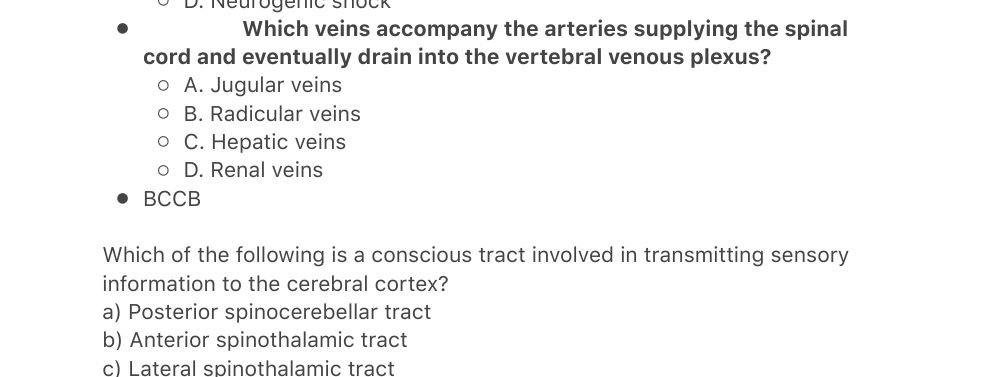 ○ D. Neurogenic shock
● Which veins accompany the arteries supplying the spinal
cord and eventually drain into the vertebral venous plexus?
○ A. Jugular veins
○ B. Radicular veins
○ C. Hepatic veins
○ D. Renal veins
● BCCB
Which of the following is a conscious tract involved in transmitting sensory
information to the cerebral cortex?
a) Posterior spinocerebellar tract
b) Anterior spinothalamic tract
c) Lateral spinothalamic tract